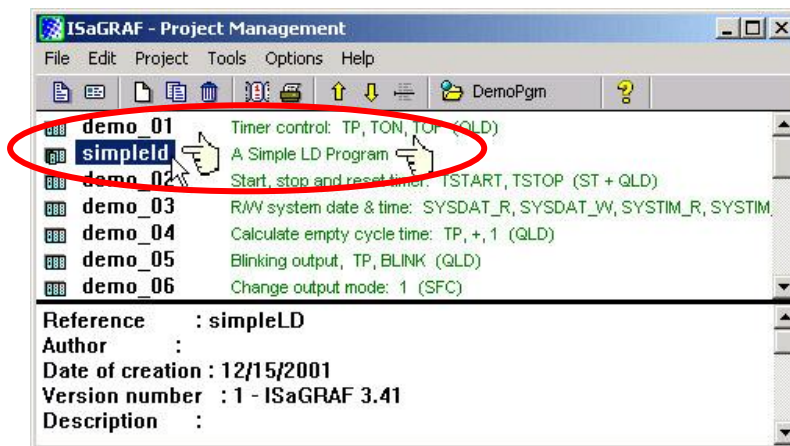 ISaGRAF - Project Management
File Edit Project Tools Options Help
DemoPgm
demo_01 Timer control: TP, TON, TOF (QLD)
simpleld A Simple LD Program
demo_02 Start, stop and reset timer: TSTART, TSTOP (ST + QLD)
demo_03 R/W system date & time: SYSDAT_R, SYSDAT_W, SYSTIM_R, SYSTIM_
demo_04 Calculate empty cycle time: TP, +, 1 (QLD)
demo_05 Blinking output, TP, BLINK (QLD)
demo_06 Change output mode: 1 (SFC)
Reference : simpleLD
Author :
Date of creation : 12/15/2001
Version number : 1 - ISaGRAF 3.41
Description :